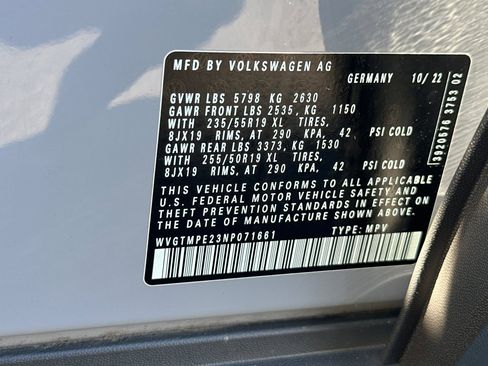 MFD BY VOLKSWAGEN AG
GERMANY 10/22
GVWR LBS 5798 KG 2630
GAWR FRONT LBS 2535, KG 1150
WITH 235/55R19 XL TIRES,
8JX19 RIMS, AT 290 KPA, 42 PSI COLD
GAWR REAR LBS 3373, KG 1530
WITH 255/50R19 XL TIRES,
8JX19 RIMS, AT 290 KPA, 42 PSI COLD
THIS VEHICLE CONFORMS TO ALL APPLICABLE
U.S. FEDERAL MOTOR VEHICLE SAFETY AND
THEFT PREVENTION STANDARDS IN EFFECT ON
THE DATE OF MANUFACTURE SHOWN ABOVE.
WVGTMPE23NP071661 TYPE: MPV
3920576 3753 02